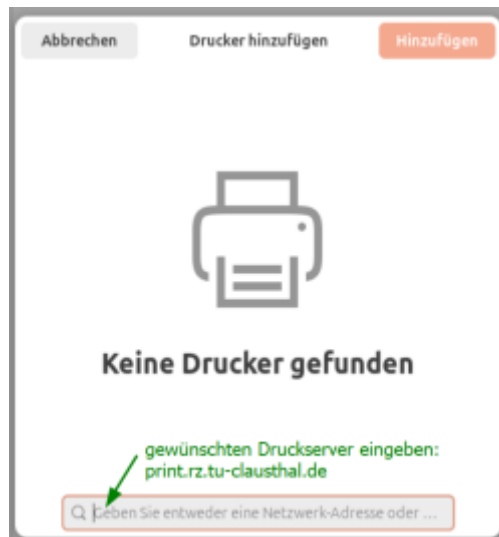 Abbrechen Drucker hinzufügen Hinzufügen
Keine Drucker gefunden
gewünschten Druckserver eingeben:
print.rz.tu-clausthal.de
Geben Sie entweder eine Netzwerk-Adresse oder ...